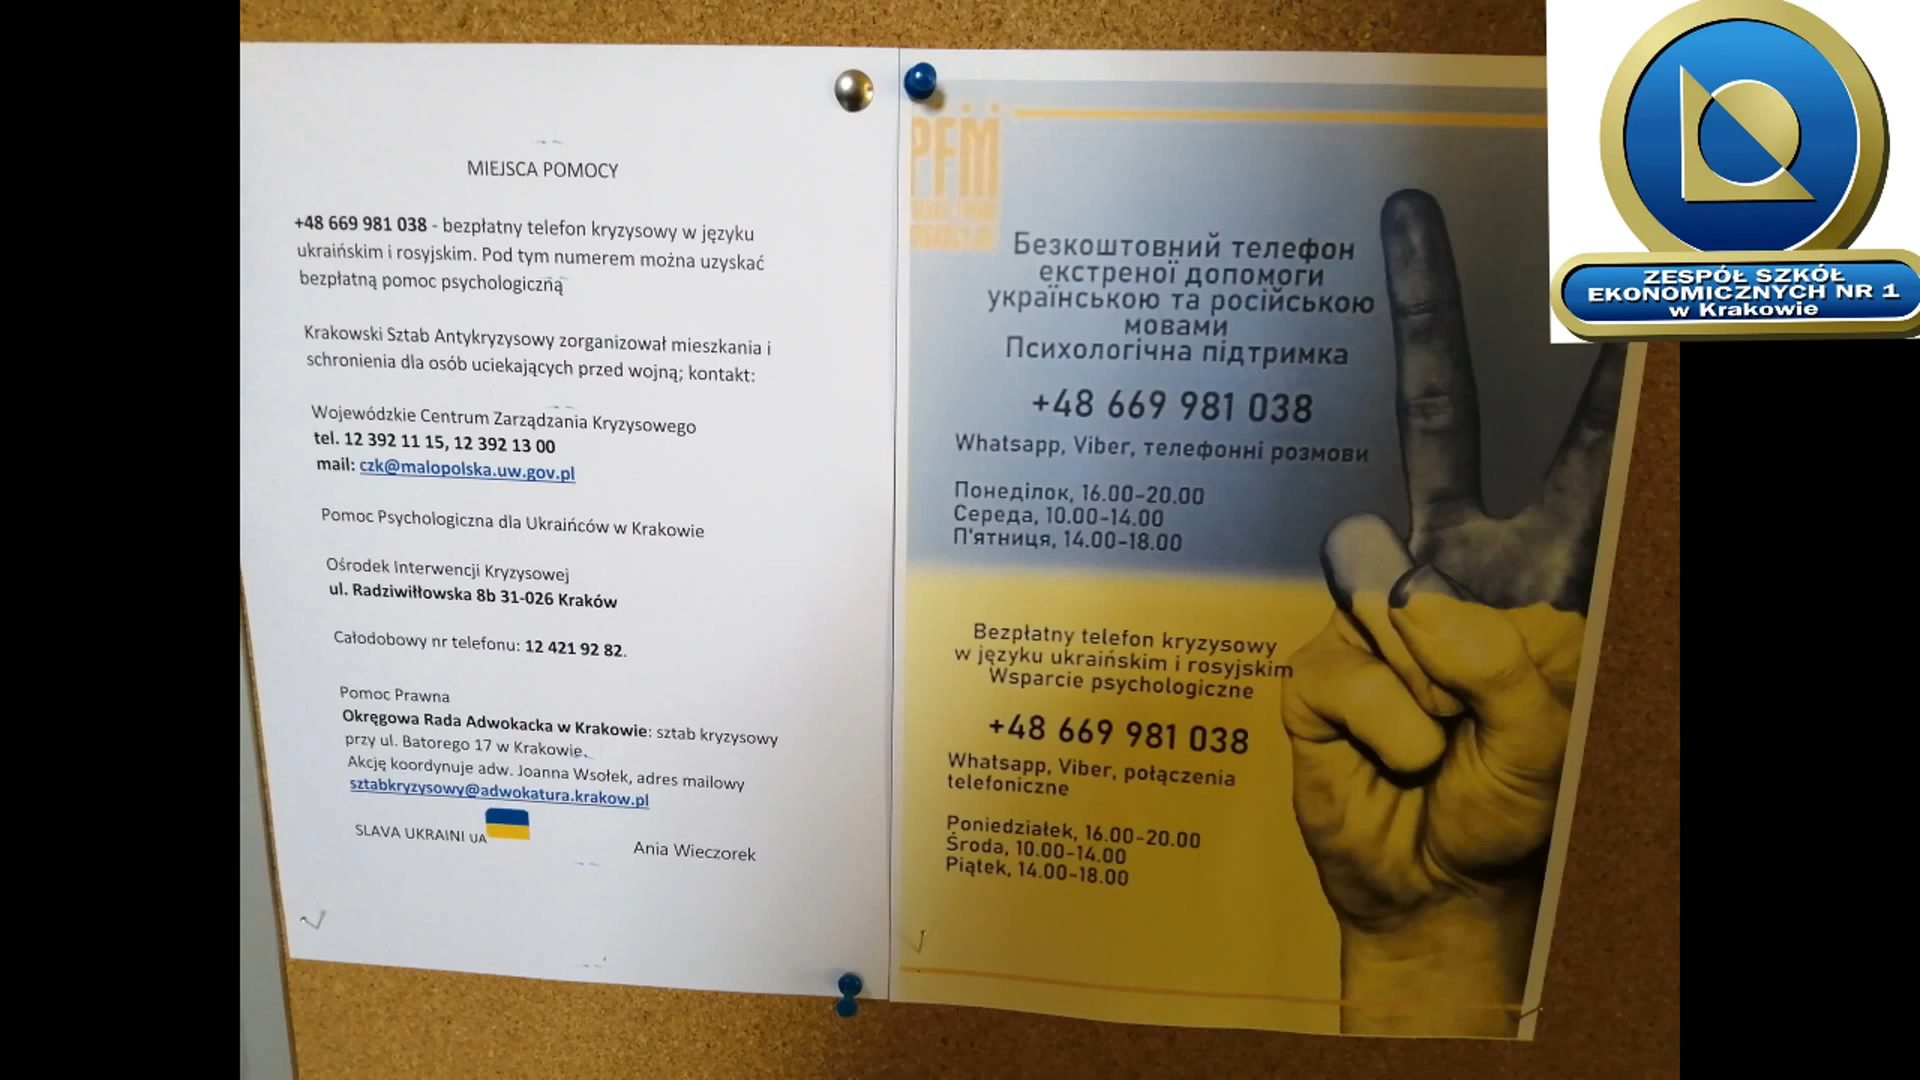 MIEJSCA POMOCY
+48 669 981 038 - bezpłatny telefon kryzysowy w języku
ukraińskim i rosyjskim. Pod tym numerem można uzyskać
bezpłatną pomoc psychologiczną
Krakowski Sztab Antykryzysowy zorganizował mieszkania i
schronienia dla osób uciekających przed wojną; kontakt:
Wojewódzkie Centrum Zarządzania Kryzysowego
tel. 12 392 11 15, 12 392 13 00
mail: czk@malopolska.uw.gov.pl
Pomoc Psychologiczna dla Ukraińców w Krakowie
Ośrodek Interwencji Kryzysowej
ul. Radziwiłłowska 8b 31-026 Kraków
Całodobowy nr telefonu: 12 421 92 82.
Pomoc Prawna
Okręgowa Rada Adwokacka w Krakowie: sztab kryzysowy
przy ul. Batorego 17 w Krakowie.
Akcję koordynuje adw. Joanna Wsołek, adres mailowy
sztabkryzysowy@adwokatura.krakow.pl
SLAVA UKRAINI UA
Ania Wieczorek
PFM
Безкоштовний телефон
екстреної допомоги
українською та російською
мовами
Психологічна підтримка
+48 669 981 038
Whatsapp, Viber, телефонні розмови
Понеділок, 16.00-20.00
Середа, 10.00-14.00
П'ятниця, 14.00-18.00
Bezpłatny telefon kryzysowy
w języku ukraińskim i rosyjskim
Wsparcie psychologiczne
+48 669 981 038
Whatsapp, Viber, połączenia
telefoniczne
Poniedziałek, 16.00-20.00
Środa, 10.00-14.00
Piątek, 14.00-18.00
ZESPÓŁ SZKÓŁ
EKONOMICZNYCH NR 1
w Krakowie